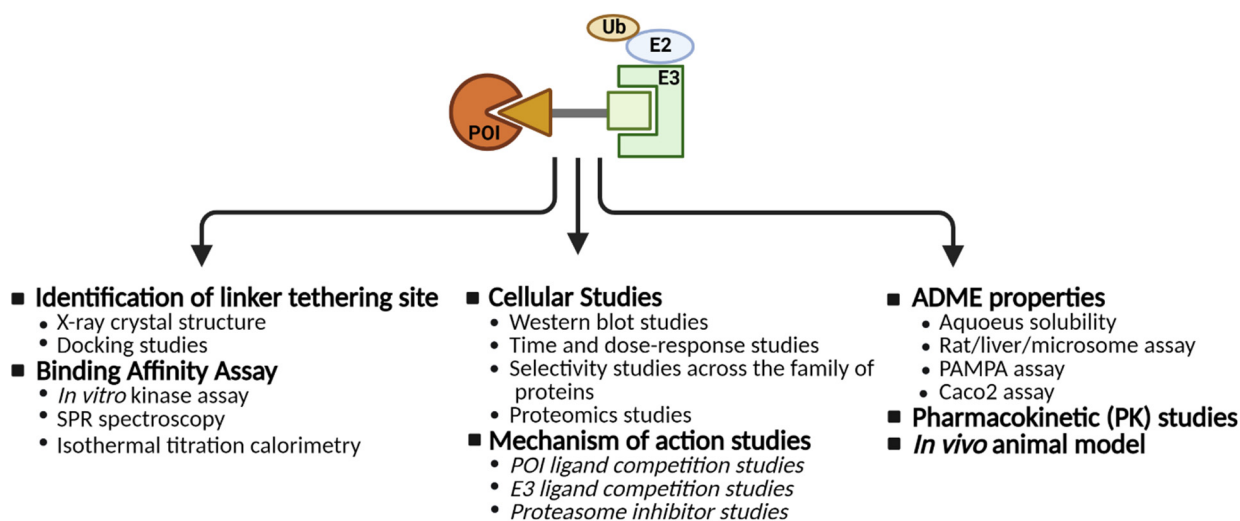 Ub
E2
E3
POI
■ Identification of linker tethering site
• X-ray crystal structure
• Docking studies
■ Binding Affinity Assay
• In vitro kinase assay
• SPR spectroscopy
• Isothermal titration calorimetry
■ Cellular Studies
• Western blot studies
• Time and dose-response studies
• Selectivity studies across the family of
proteins
• Proteomics studies
■ Mechanism of action studies
• POI ligand competition studies
• E3 ligand competition studies
• Proteasome inhibitor studies
■ ADME properties
• Aquoeus solubility
• Rat/liver/microsome assay
• PAMPA assay
• Caco2 assay
■ Pharmacokinetic (PK) studies
■ In vivo animal model